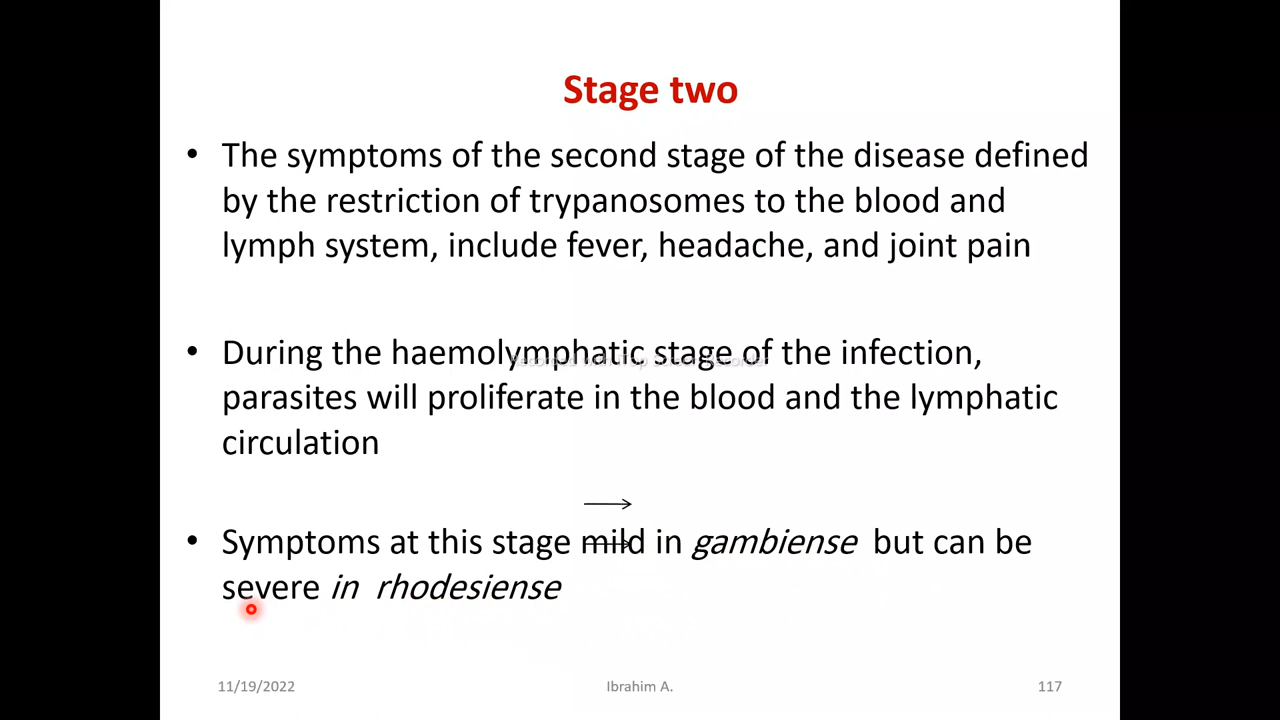 Stage two
• The symptoms of the second stage of the disease defined
by the restriction of trypanosomes to the blood and
lymph system, include fever, headache, and joint pain
• During the haemolymphatic stage of the infection,
parasites will proliferate in the blood and the lymphatic
circulation
• Symptoms at this stage mild in gambiense but can be
severe in rhodesiense
11/19/2022
Ibrahim A.
117